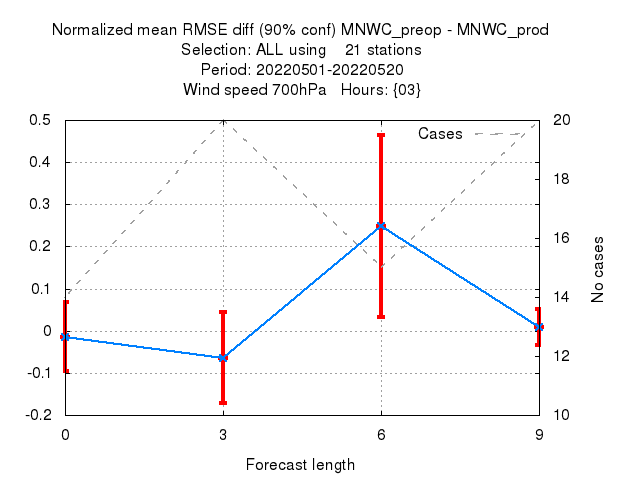 Normalized mean RMSE diff (90% conf) MNWC_preop - MNWC_prod
Selection: ALL using    21 stations
Period: 20220501-20220520
Wind speed 700hPa   Hours: {03}
0.5
0.4
0.3
0.2
0.1
0
-0.1
-0.2
Cases
20
18
16
14
12
10
No cases
0 3 6 9
Forecast length